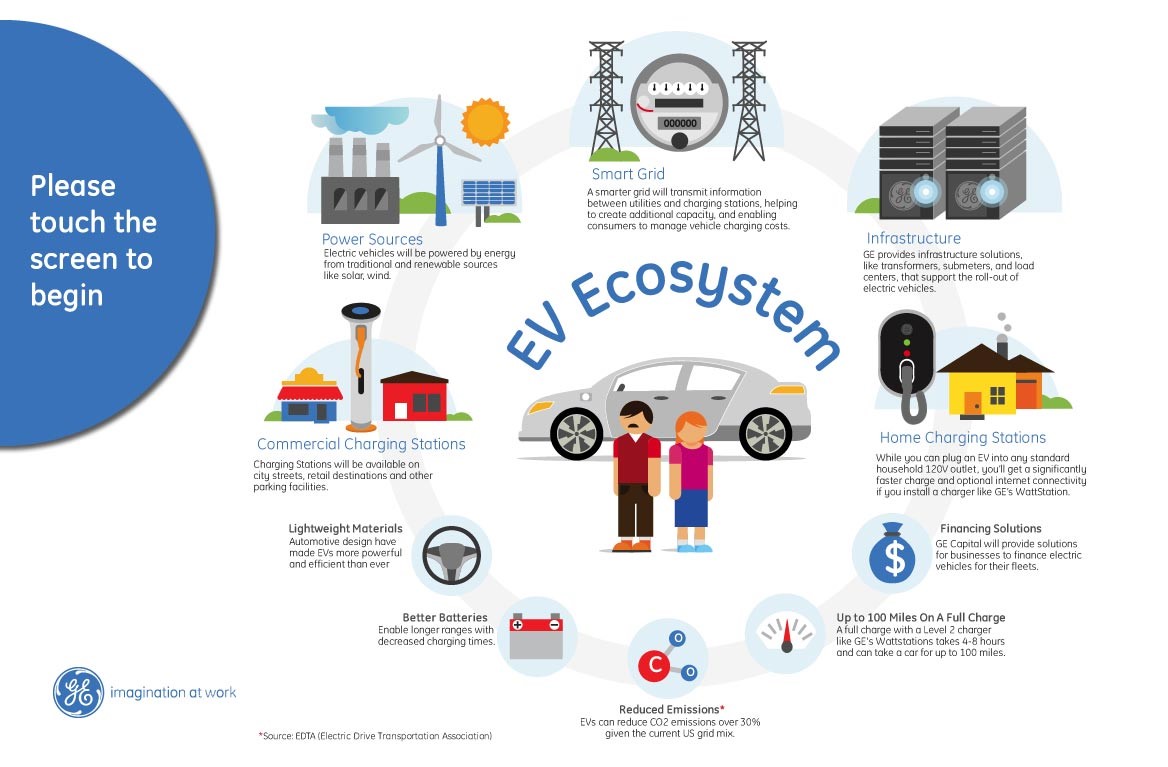 Please
touch the
screen to
begin
EV Ecosystem
Smart Grid
A smarter grid will transmit information
between utilities and charging stations, helping
to create additional capacity, and enabling
consumers to manage vehicle charging costs.
000000
Power Sources
Electric vehicles will be powered by energy
from traditional and renewable sources
like solar, wind.
Infrastructure
GE provides infrastructure solutions,
like transformers, submeters, and load
centers, that support the roll-out of
electric vehicles.
GE
GE
Commercial Charging Stations
Charging Stations will be available on
city streets, retail destinations and other
parking facilities.
Home Charging Stations
While you can plug an EV into any standard
household 120V outlet, you'll get a significantly
faster charge and optional internet connectivity
if you install a charger like GE's WattStation.
Lightweight Materials
Automotive design have
made EVs more powerful
and efficient than ever
Financing Solutions
GE Capital will provide solutions
for businesses to finance electric
vehicles for their fleets.
$
Better Batteries
Enable longer ranges with
decreased charging times.
+ −
Up to 100 Miles On A Full Charge
A full charge with a Level 2 charger
like GE's Wattstations takes 4-8 hours
and can take a car for up to 100 miles.
O
C
O
Reduced Emissions*
EVs can reduce CO2 emissions over 30%
given the current US grid mix.
GE imagination at work
*Source: EDTA (Electric Drive Transportation Association)